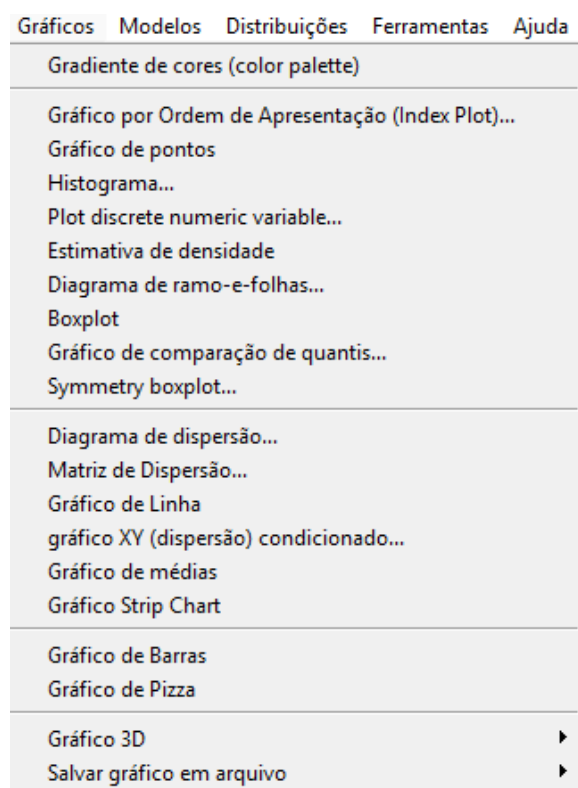 Gráficos Modelos Distribuições Ferramentas Ajuda
Gradiente de cores (color palette)
Gráfico por Ordem de Apresentação (Index Plot)...
Gráfico de pontos
Histograma...
Plot discrete numeric variable...
Estimativa de densidade
Diagrama de ramo-e-folhas...
Boxplot
Gráfico de comparação de quantis...
Symmetry boxplot...
Diagrama de dispersão...
Matriz de Dispersão...
Gráfico de Linha
gráfico XY (dispersão) condicionado...
Gráfico de médias
Gráfico Strip Chart
Gráfico de Barras
Gráfico de Pizza
Gráfico 3D
Salvar gráfico em arquivo